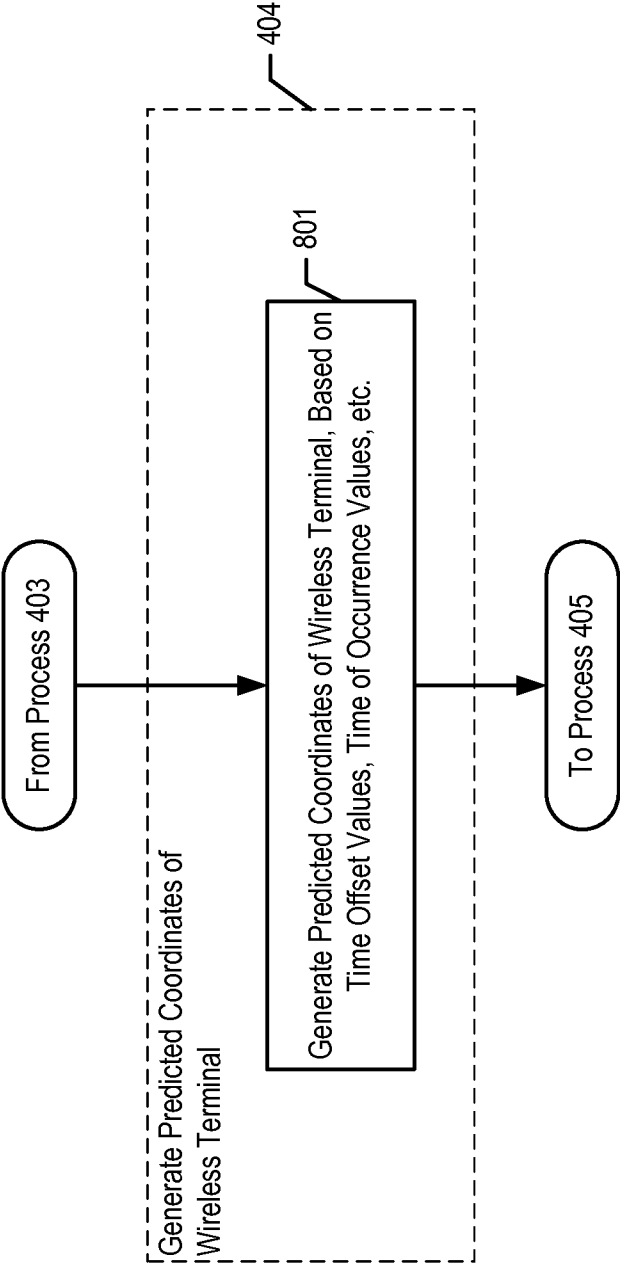 From Process 403
404
Generate Predicted Coordinates of
Wireless Terminal
801
Generate Predicted Coordinates of Wireless Terminal, Based on
Time Offset Values, Time of Occurrence Values, etc.
To Process 405